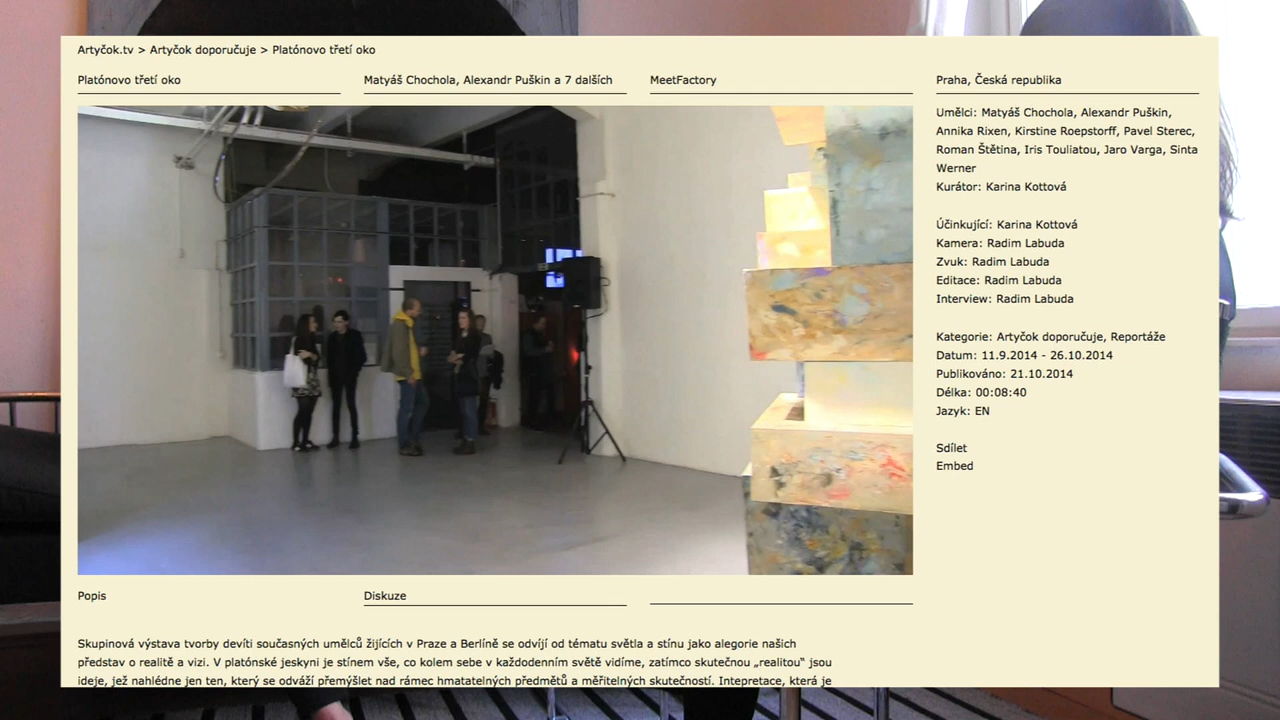 Artyčok.tv > Artyčok doporučuje > Platónovo třetí oko
Platónovo třetí oko
Matyáš Chochola, Alexandr Puškin a 7 dalších
MeetFactory
Praha, Česká republika
Umělci: Matyáš Chochola, Alexandr Puškin,
Annika Rixen, Kirstine Roepstorff, Pavel Sterec,
Roman Štětina, Iris Touliatou, Jaro Varga, Sinta
Werner
Kurátor: Karina Kottová
Účinkující: Karina Kottová
Kamera: Radim Labuda
Zvuk: Radim Labuda
Editace: Radim Labuda
Interview: Radim Labuda
Kategorie: Artyčok doporučuje, Reportáže
Datum: 11.9.2014 - 26.10.2014
Publikováno: 21.10.2014
Délka: 00:08:40
Jazyk: EN
Sdílet
Embed
Popis
Diskuze
Skupinová výstava tvorby devíti současných umělců žijících v Praze a Berlíně se odvíjí od tématu světla a stínu jako alegorie našich
představ o realitě a vizi. V platónské jeskyni je stínem vše, co kolem sebe v každodenním světě vidíme, zatímco skutečnou „realitou“ jsou
ideje, jež nahlédne jen ten, který se odváží přemýšlet nad rámec hmatatelných předmětů a měřitelných skutečností. Intepretace, která je